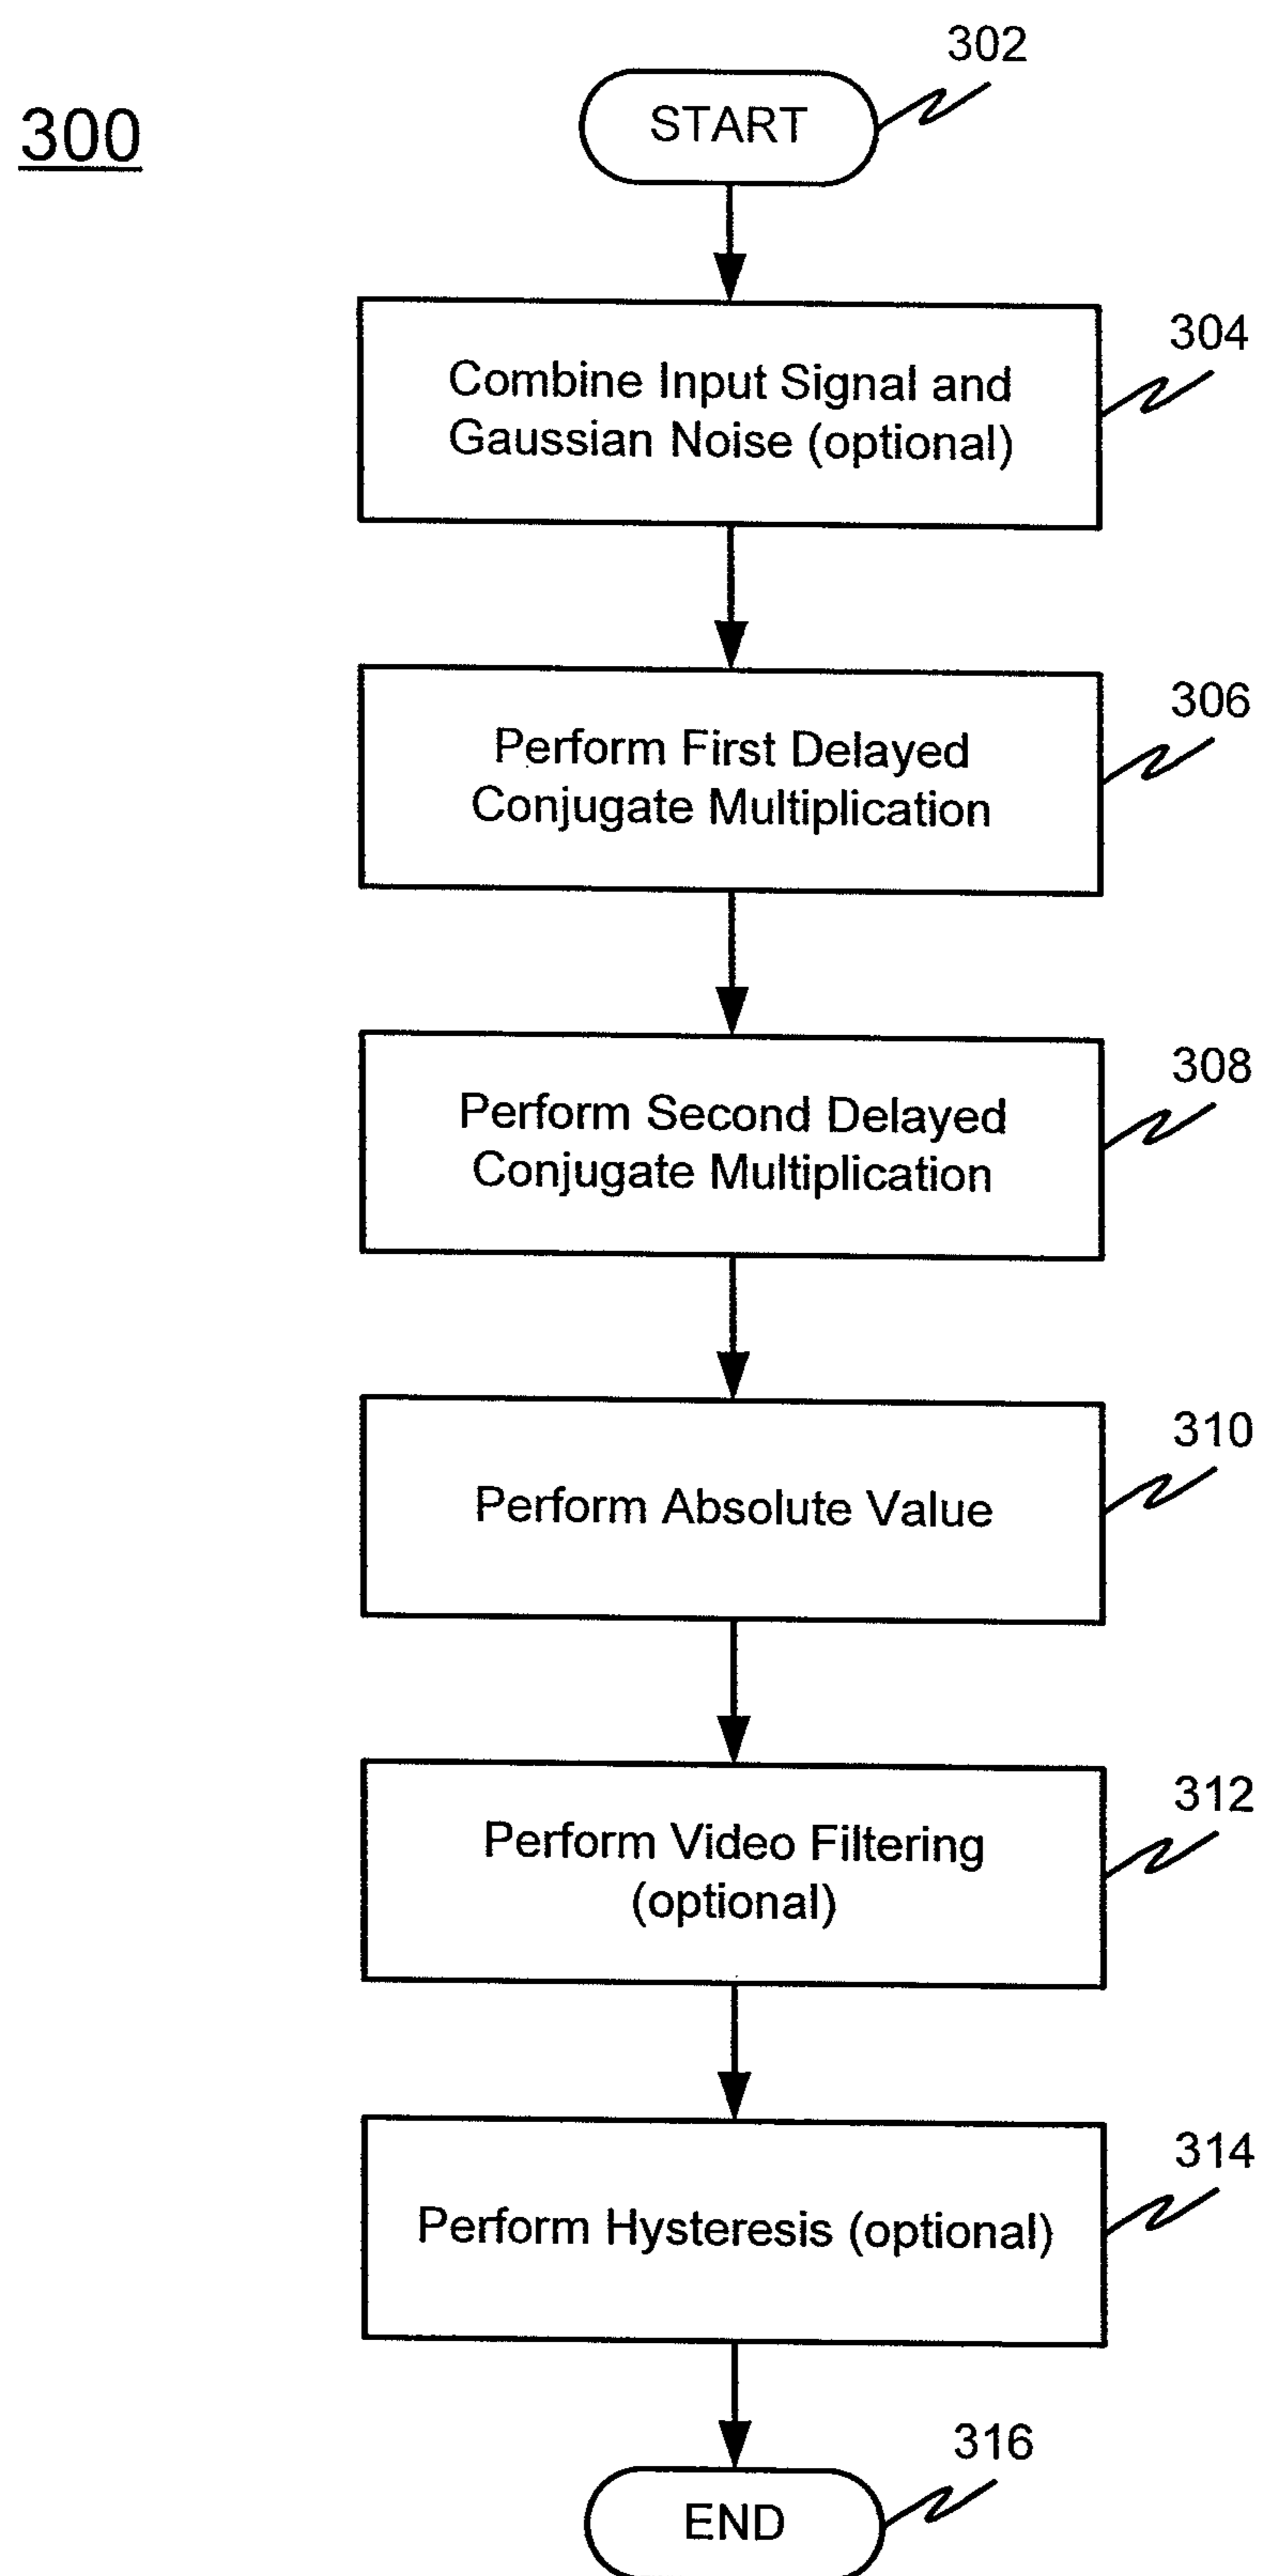 302
300
START
304
Combine Input Signal and
Gaussian Noise (optional)
306
Perform First Delayed
Conjugate Multiplication
308
Perform Second Delayed
Conjugate Multiplication
310
Perform Absolute Value
312
Perform Video Filtering
(optional)
314
Perform Hysteresis (optional)
316
END